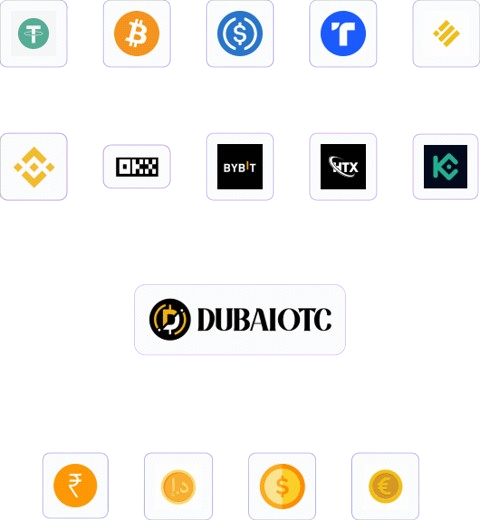 OKX
BYBIT
HTX
DUBAIOTC
₹
د.إ
$
€